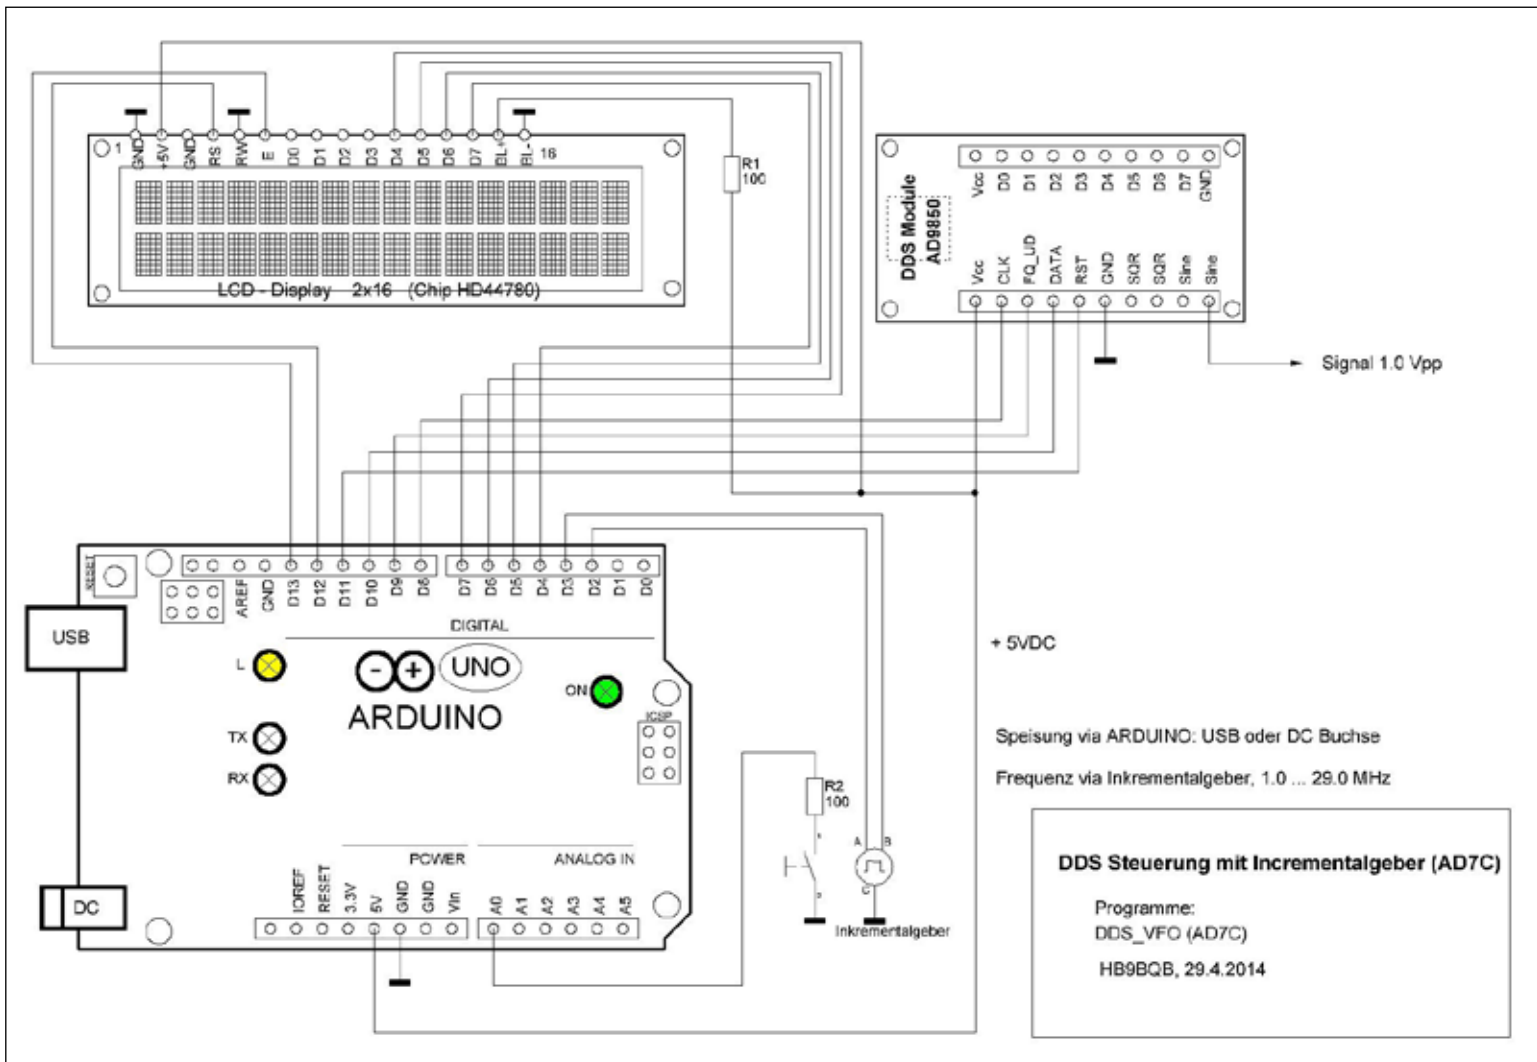 1 GND +5V GND RS RW E D0 D1 D2 D3 D4 D5 D6 D7 BL+ BL- 16
LCD - Display 2x16 (Chip HD44780)
R1
100
DDS Module
AD9850
Vcc D0 D1 D2 D3 D4 D5 D6 D7 GND
Vcc CLK FQ_UD DATA RST GND SQR SQR Sine Sine
Signal 1.0 Vpp
RESET
AREF GND D13 D12 D11 D10 D9 D8 D7 D6 D5 D4 D3 D2 D1 D0
DIGITAL
USB
L
- + UNO
ARDUINO
ON
ICSP
TX
RX
+ 5VDC
Speisung via ARDUINO: USB oder DC Buchse
Frequenz via Inkrementalgeber, 1.0 ... 29.0 MHz
R2
100
1
2
A B
C
Inkrementalgeber
POWER
ANALOG IN
DC
IOREF RESET 3.3V 5V GND GND Vin A0 A1 A2 A3 A4 A5
DDS Steuerung mit Incrementalgeber (AD7C)
Programme:
DDS_VFO (AD7C)
HB9BQB, 29.4.2014